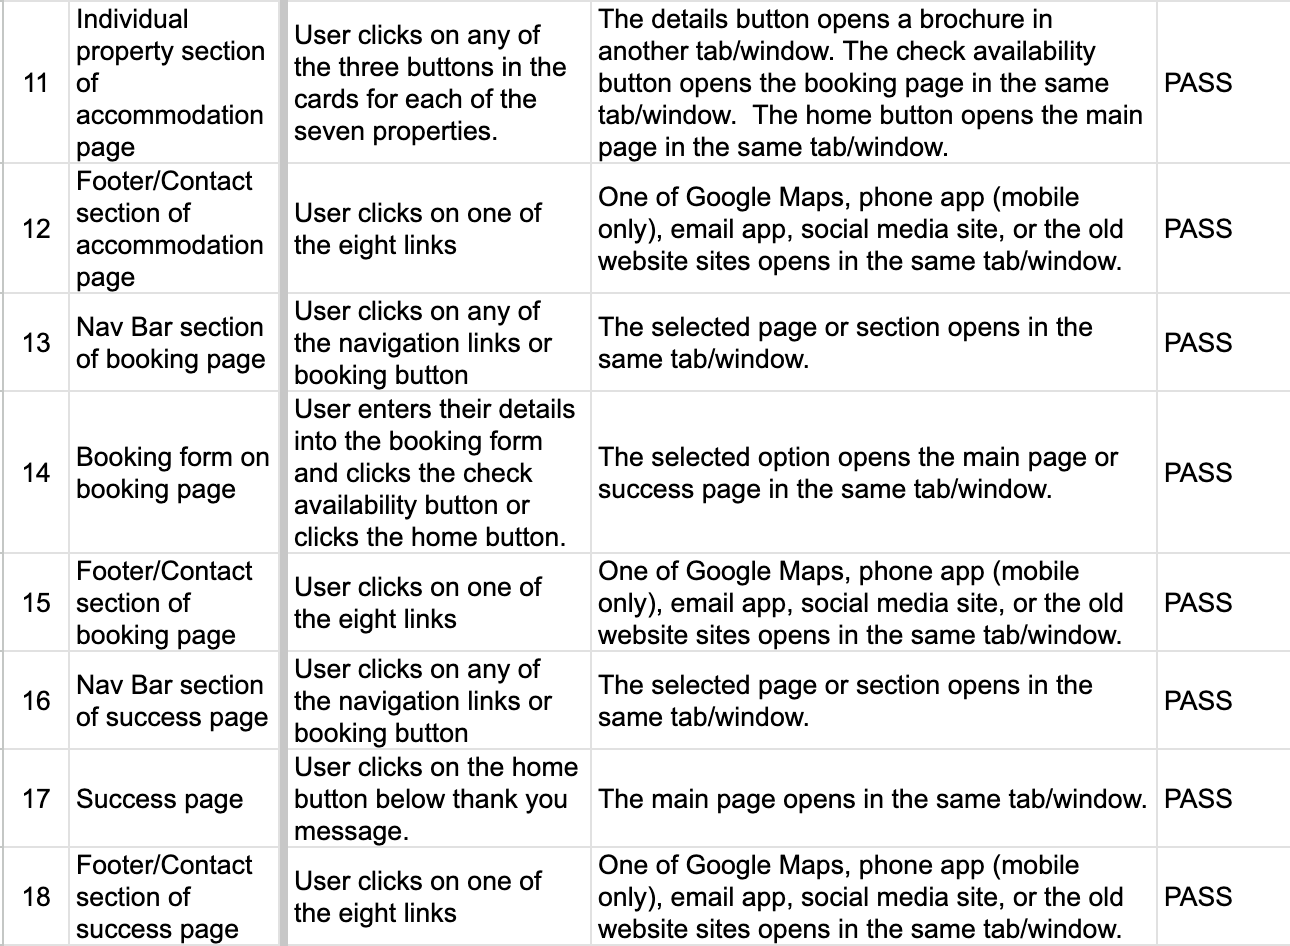 11
Individual
property section
of
accommodation
page
User clicks on any of
the three buttons in the
cards for each of the
seven properties.
The details button opens a brochure in
another tab/window. The check availability
button opens the booking page in the same
tab/window.  The home button opens the main
page in the same tab/window.
PASS
12
Footer/Contact
section of
accommodation
page
User clicks on one of
the eight links
One of Google Maps, phone app (mobile
only), email app, social media site, or the old
website sites opens in the same tab/window.
PASS
13
Nav Bar section
of booking page
User clicks on any of
the navigation links or
booking button
The selected page or section opens in the
same tab/window.
PASS
14
Booking form on
booking page
User enters their details
into the booking form
and clicks the check
availability button or
clicks the home button.
The selected option opens the main page or
success page in the same tab/window.
PASS
15
Footer/Contact
section of
booking page
User clicks on one of
the eight links
One of Google Maps, phone app (mobile
only), email app, social media site, or the old
website sites opens in the same tab/window.
PASS
16
Nav Bar section
of success page
User clicks on any of
the navigation links or
booking button
The selected page or section opens in the
same tab/window.
PASS
17
Success page
User clicks on the home
button below thank you
message.
The main page opens in the same tab/window.
PASS
18
Footer/Contact
section of
success page
User clicks on one of
the eight links
One of Google Maps, phone app (mobile
only), email app, social media site, or the old
website sites opens in the same tab/window.
PASS